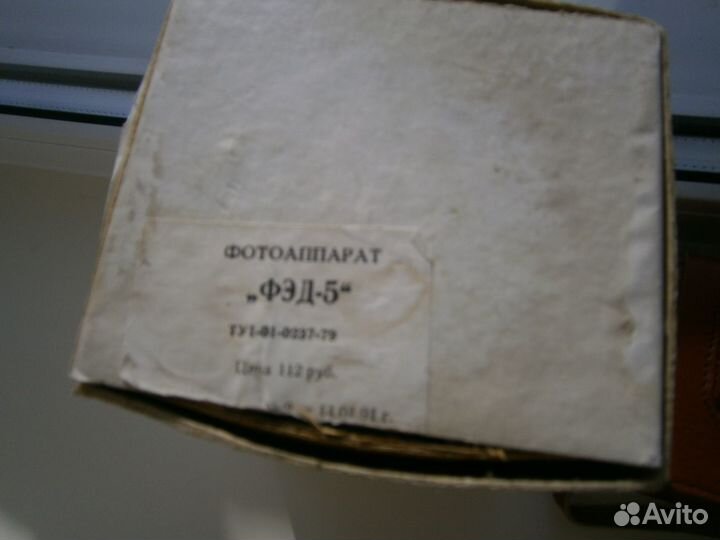 ФОТОАППАРАТ
„ФЭД-5“
ТУ1-01-0237-79
Цена 112 руб.
Avito